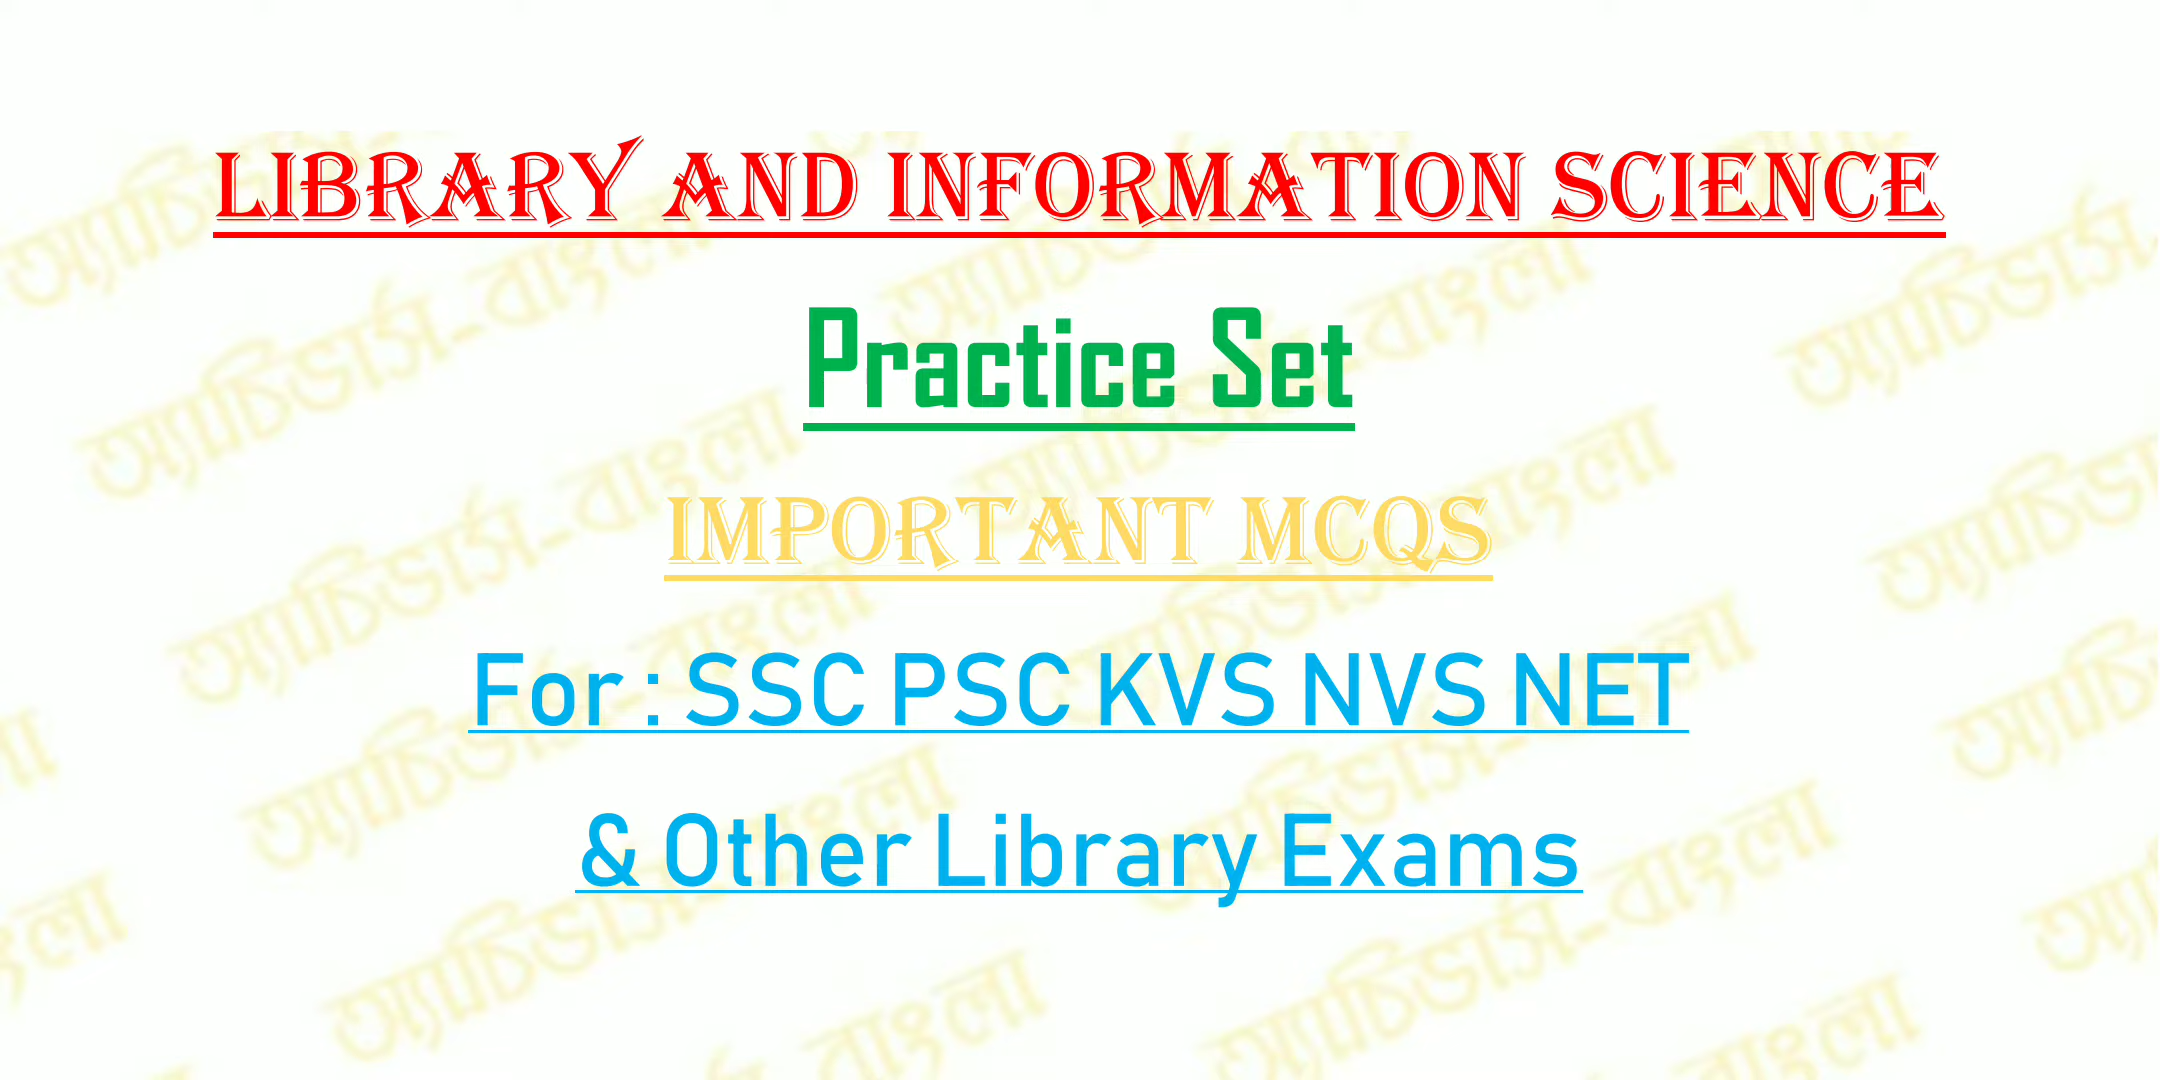 LIBRARY AND INFORMATION SCIENCE
Practice Set
IMPORTANT MCQS
For : SSC PSC KVS NVS NET
& Other Library Exams
অ্যাচিভার্স-বাংলা